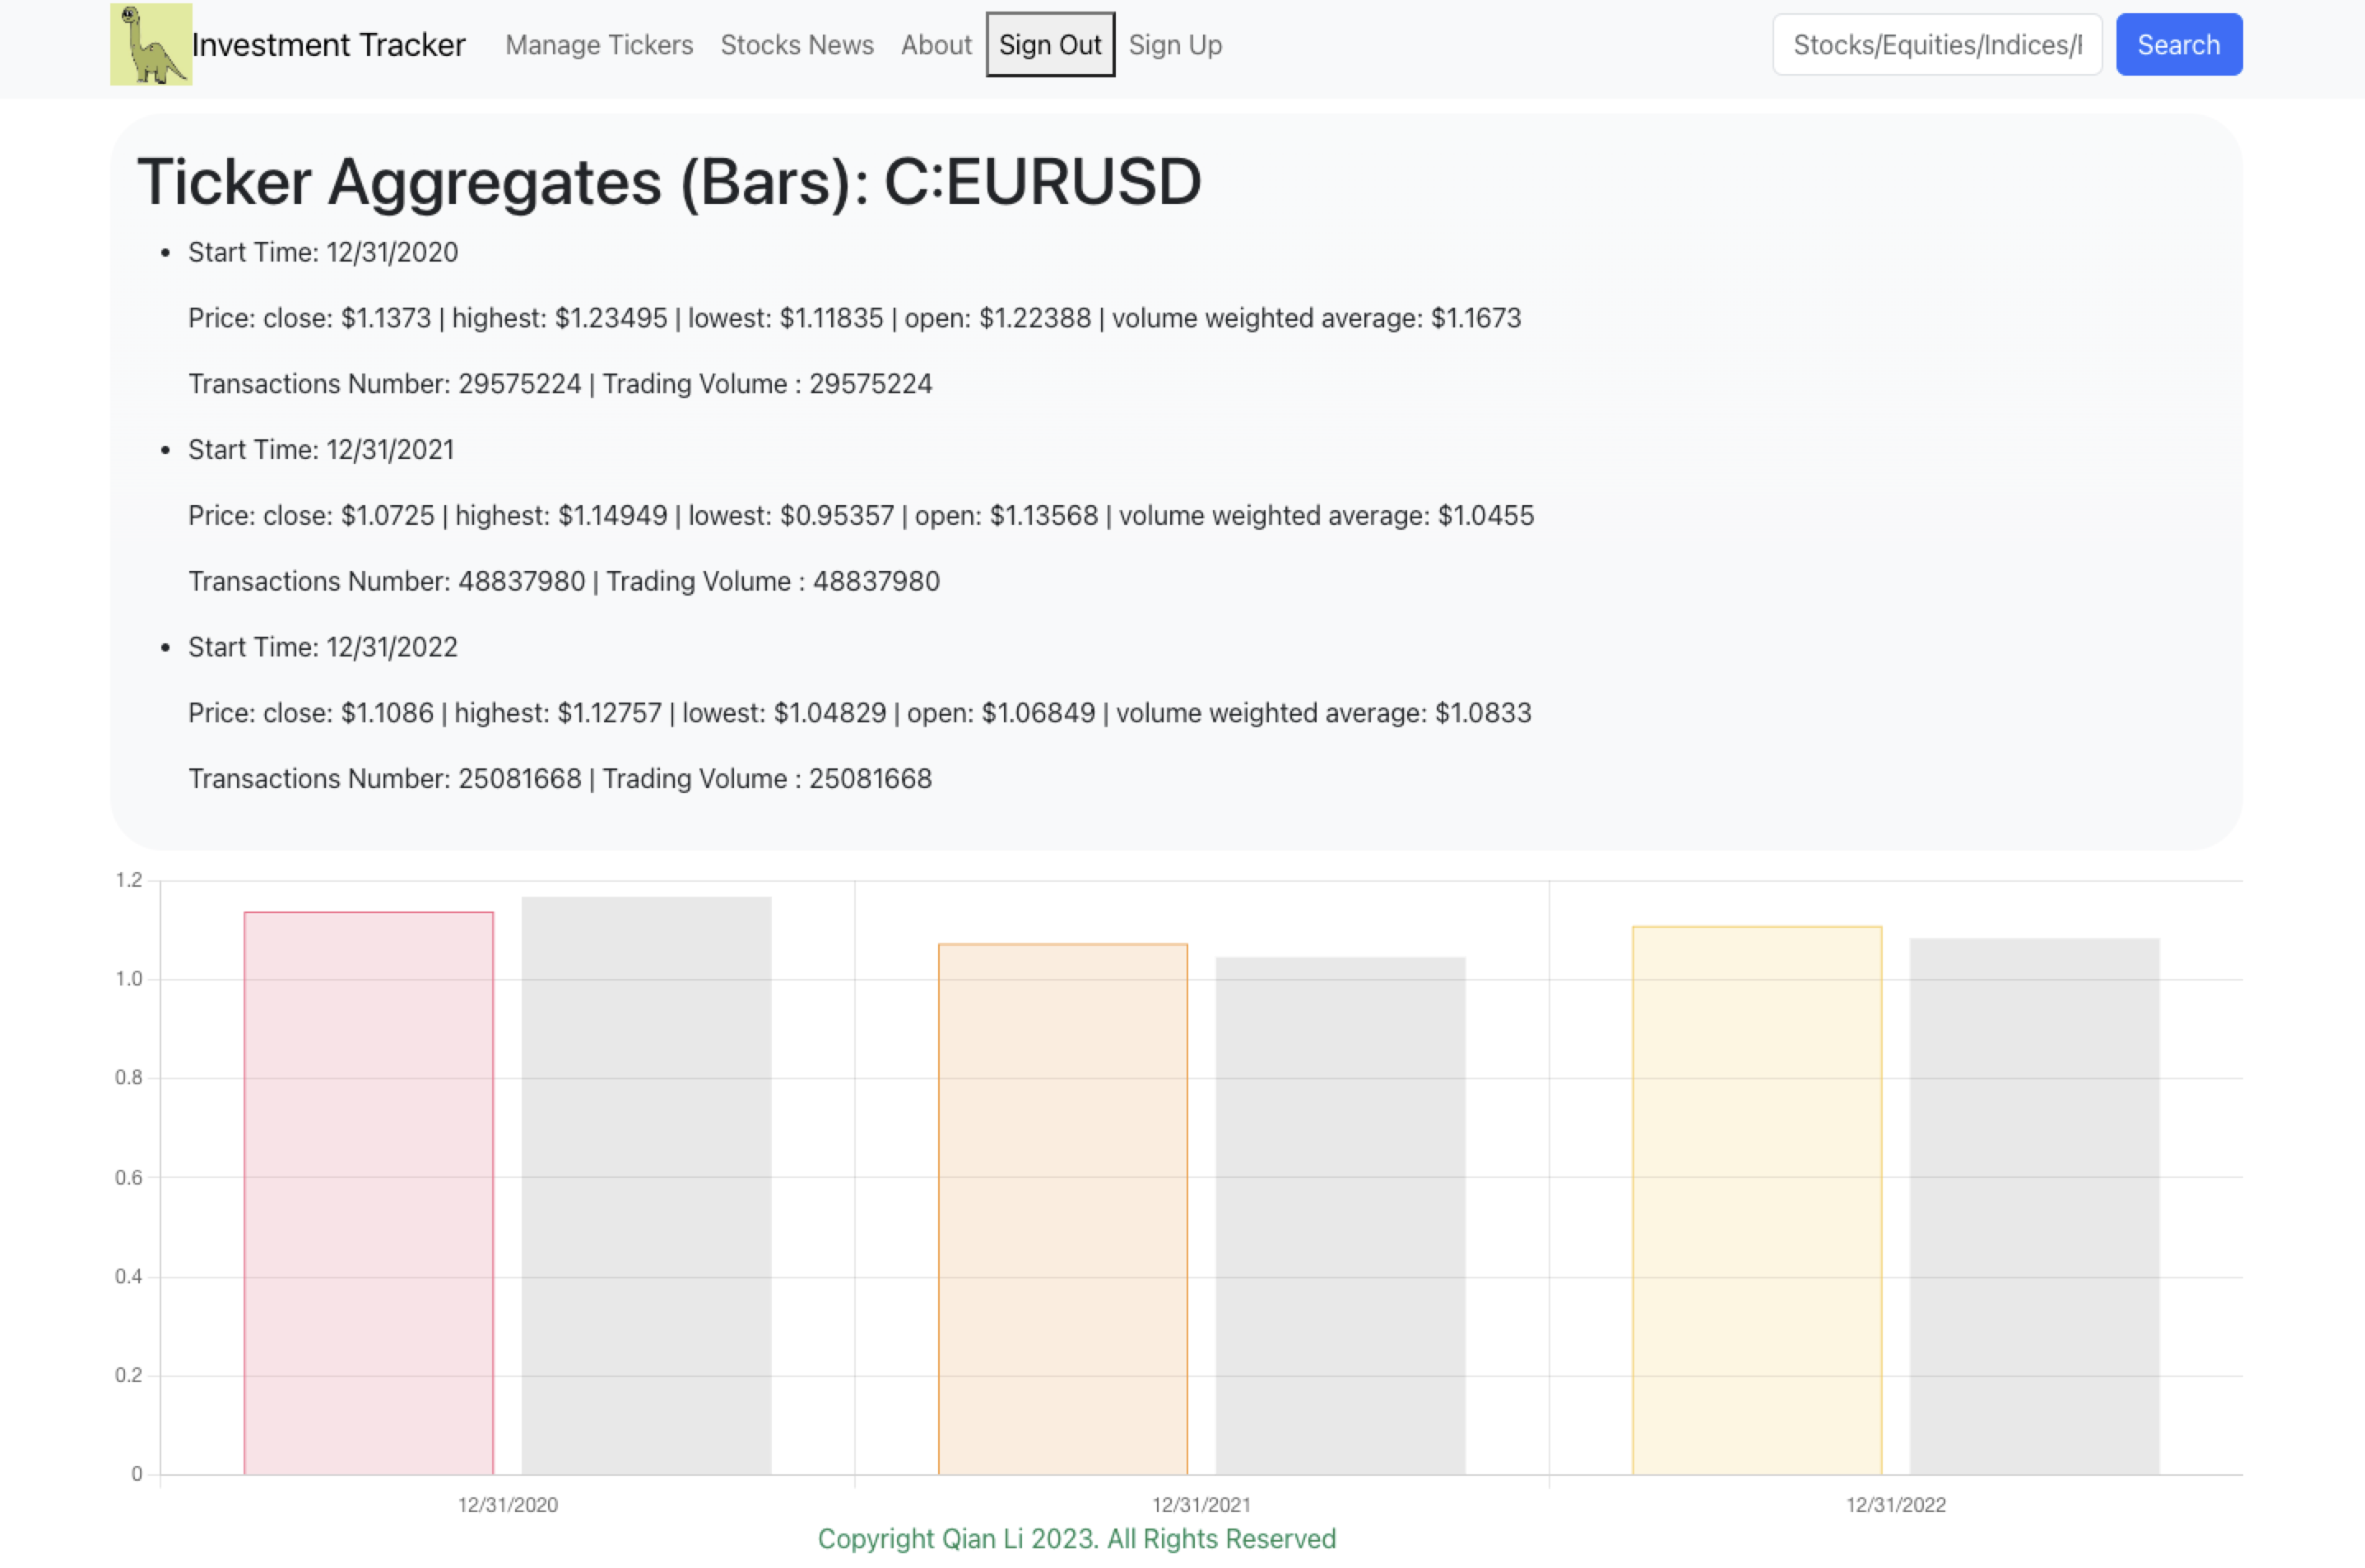 Investment Tracker Manage Tickers Stocks News About Sign Out Sign Up Stocks/Equities/Indices/ Search
Ticker Aggregates (Bars): C:EURUSD
• Start Time: 12/31/2020
Price: close: $1.1373 | highest: $1.23495 | lowest: $1.11835 | open: $1.22388 | volume weighted average: $1.1673
Transactions Number: 29575224 | Trading Volume : 29575224
• Start Time: 12/31/2021
Price: close: $1.0725 | highest: $1.14949 | lowest: $0.95357 | open: $1.13568 | volume weighted average: $1.0455
Transactions Number: 48837980 | Trading Volume : 48837980
• Start Time: 12/31/2022
Price: close: $1.1086 | highest: $1.12757 | lowest: $1.04829 | open: $1.06849 | volume weighted average: $1.0833
Transactions Number: 25081668 | Trading Volume : 25081668
1.2
1.0
0.8
0.6
0.4
0.2
0
12/31/2020 12/31/2021 12/31/2022
Copyright Qian Li 2023. All Rights Reserved